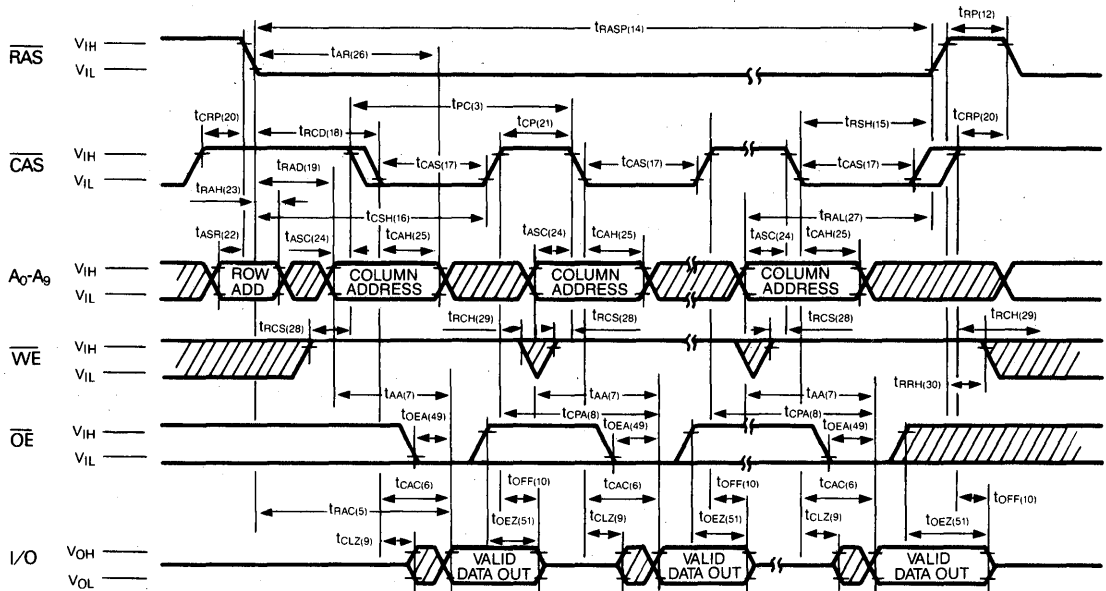 tRASP(14)
tRP(12)
RAS
VIH
VIL
tAR(26)
tPC(3)
tCRP(20)
tRCD(18)
tCP(21)
tRSH(15)
tCRP(20)
CAS
VIH
VIL
tCAS(17)
tCAS(17)
tCAS(17)
tRAD(19)
tRAH(23)
tCSH(16)
tRAL(27)
tASR(22)
tASC(24)
tCAH(25)
tASC(24)
tCAH(25)
tASC(24)
tCAH(25)
A0-A9
VIH
VIL
ROW
ADD
COLUMN
ADDRESS
COLUMN
ADDRESS
COLUMN
ADDRESS
tRCS(28)
tRCH(29)
tRCS(28)
tRCS(28)
tRCH(29)
WE
VIH
VIL
tRRH(30)
tAA(7)
tAA(7)
tAA(7)
tOEA(49)
tCPA(8)
tOEA(49)
tCPA(8)
tOEA(49)
OE
VIH
VIL
tCAC(6)
tOFF(10)
tCAC(6)
tOFF(10)
tCAC(6)
tOFF(10)
tRAC(5)
tCLZ(9)
tOEZ(51)
tCLZ(9)
tOEZ(51)
tCLZ(9)
tOEZ(51)
I/O
VOH
VOL
VALID
DATA OUT
VALID
DATA OUT
VALID
DATA OUT